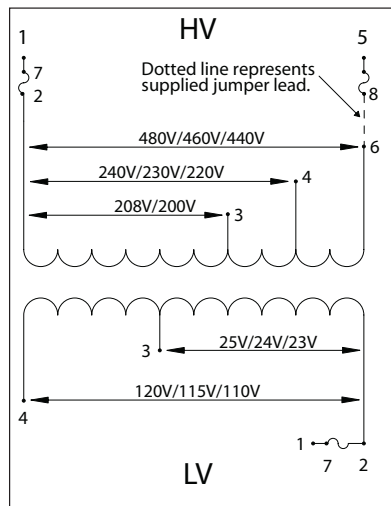 HV
1
5
7
2
Dotted line represents
supplied jumper lead.
8
6
480V/460V/440V
240V/230V/220V
4
208V/200V
3
3
25V/24V/23V
120V/115V/110V
4
1
7
2
LV